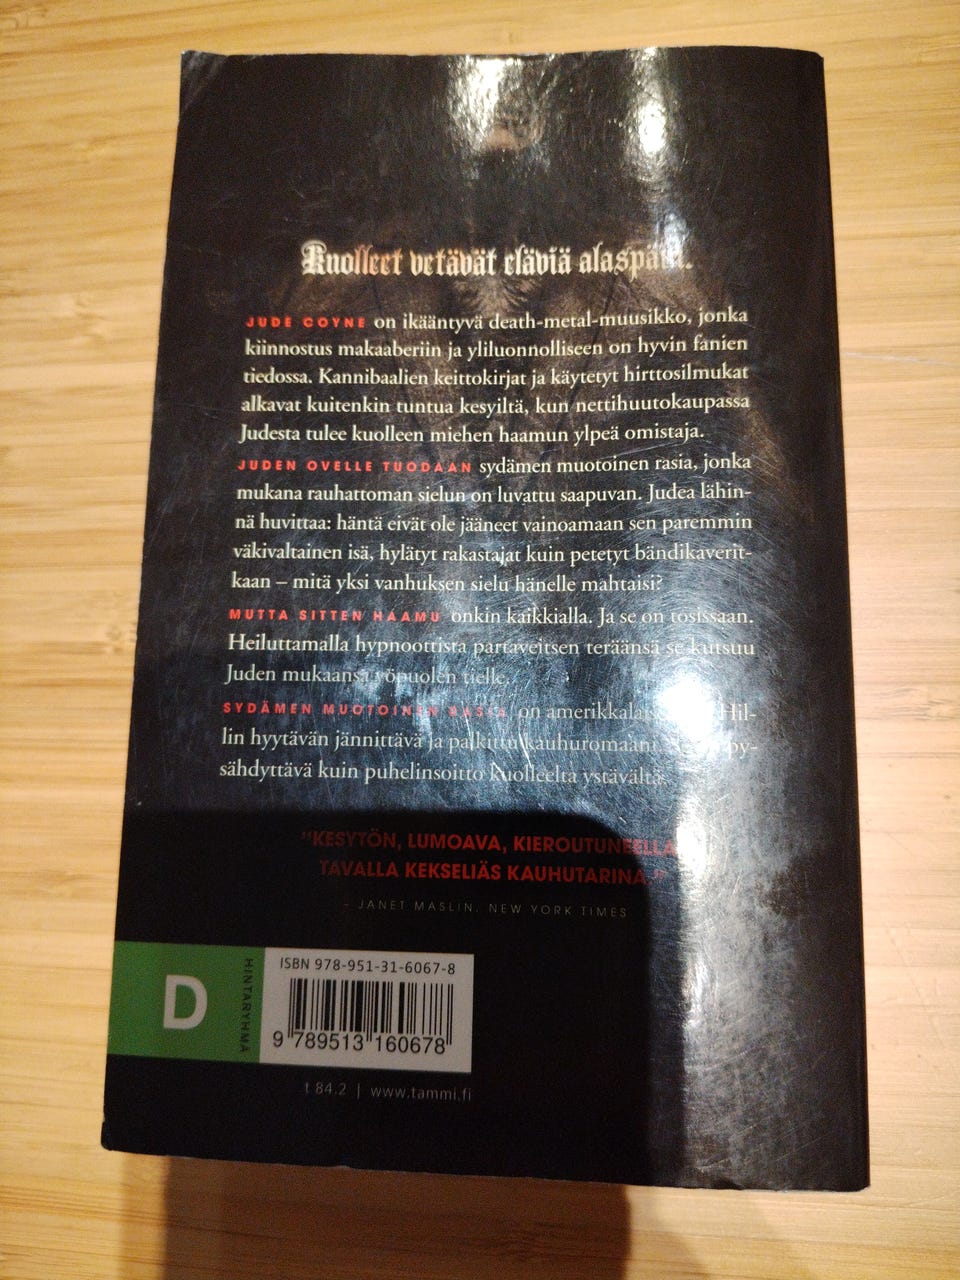 Kuolleet vetävät eläviä alaspäin.
JUDE COYNE on ikääntyvä death-metal-muusikko, jonka
kiinnostus makaaberiin ja yliluonnolliseen on hyvin fanien
tiedossa. Kannibaalien keittokirjat ja käytetyt hirttosilmukat
alkavat kuitenkin tuntua kesyiltä, kun nettihuutokaupassa
Judesta tulee kuolleen miehen haamun ylpeä omistaja.
JUDEN OVELLE TUODAAN sydämen muotoinen rasia, jonka
mukana rauhattoman sielun on luvattu saapuvan. Judea lähin-
nä huvittaa: häntä eivät ole jääneet vainoamaan sen paremmin
väkivaltainen isä, hylätyt rakastajat kuin petetyt bändikaverit-
kaan – mitä yksi vanhuksen sielu hänelle mahtaisi?
MUTTA SITTEN HAAMU onkin kaikkialla. Ja se on tosissaan.
Heiluttamalla hypnoottista partaveitsen teräänsä se kutsuu
Juden mukaansa yöpuolen tielle.
SYDÄMEN MUOTOINEN RASIA on Hil-
lin hyytävän jännittävä ja palkittu kauhuromaani, py-
sähdyttävä kuin puhelinsoitto kuolleelta ystävältä.
"KESYTÖN, LUMOAVA, KIEROUTUNEELLA
TAVALLA KEKSELIÄS KAUHUTARINA."
– JANET MASLIN, NEW YORK TIMES
D
HINTARYHMÄ
ISBN 978-951-31-6067-8
9 789513 160678
t 84.2 | www.tammi.fi